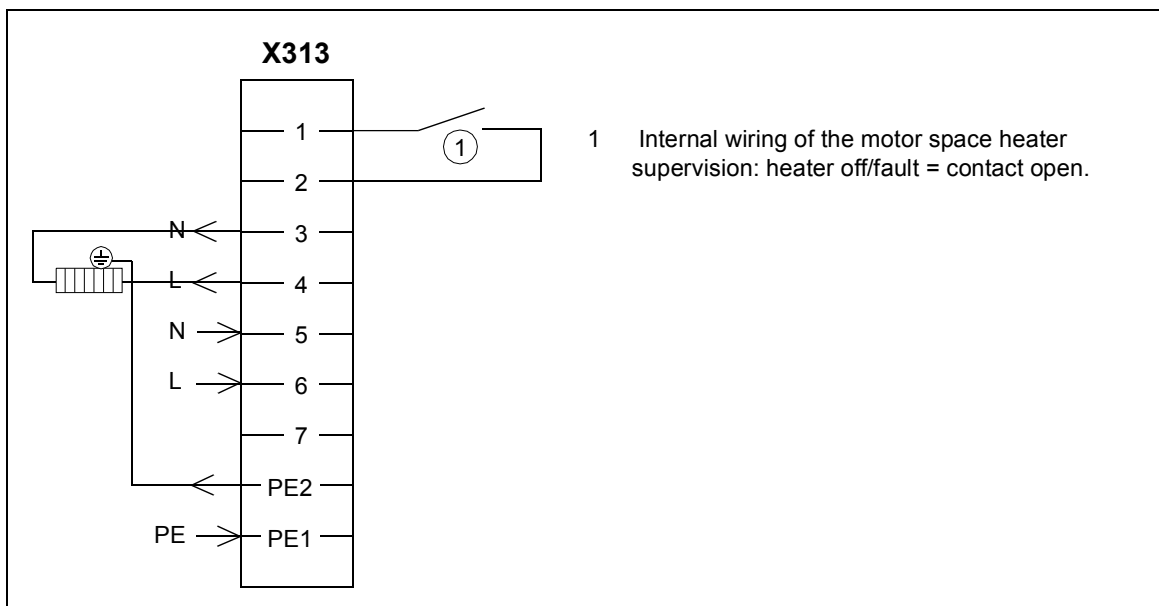 X313
1
1
2
N
3
L
4
N
5
L
6
7
PE2
PE
PE1
1 Internal wiring of the motor space heater
supervision: heater off/fault = contact open.